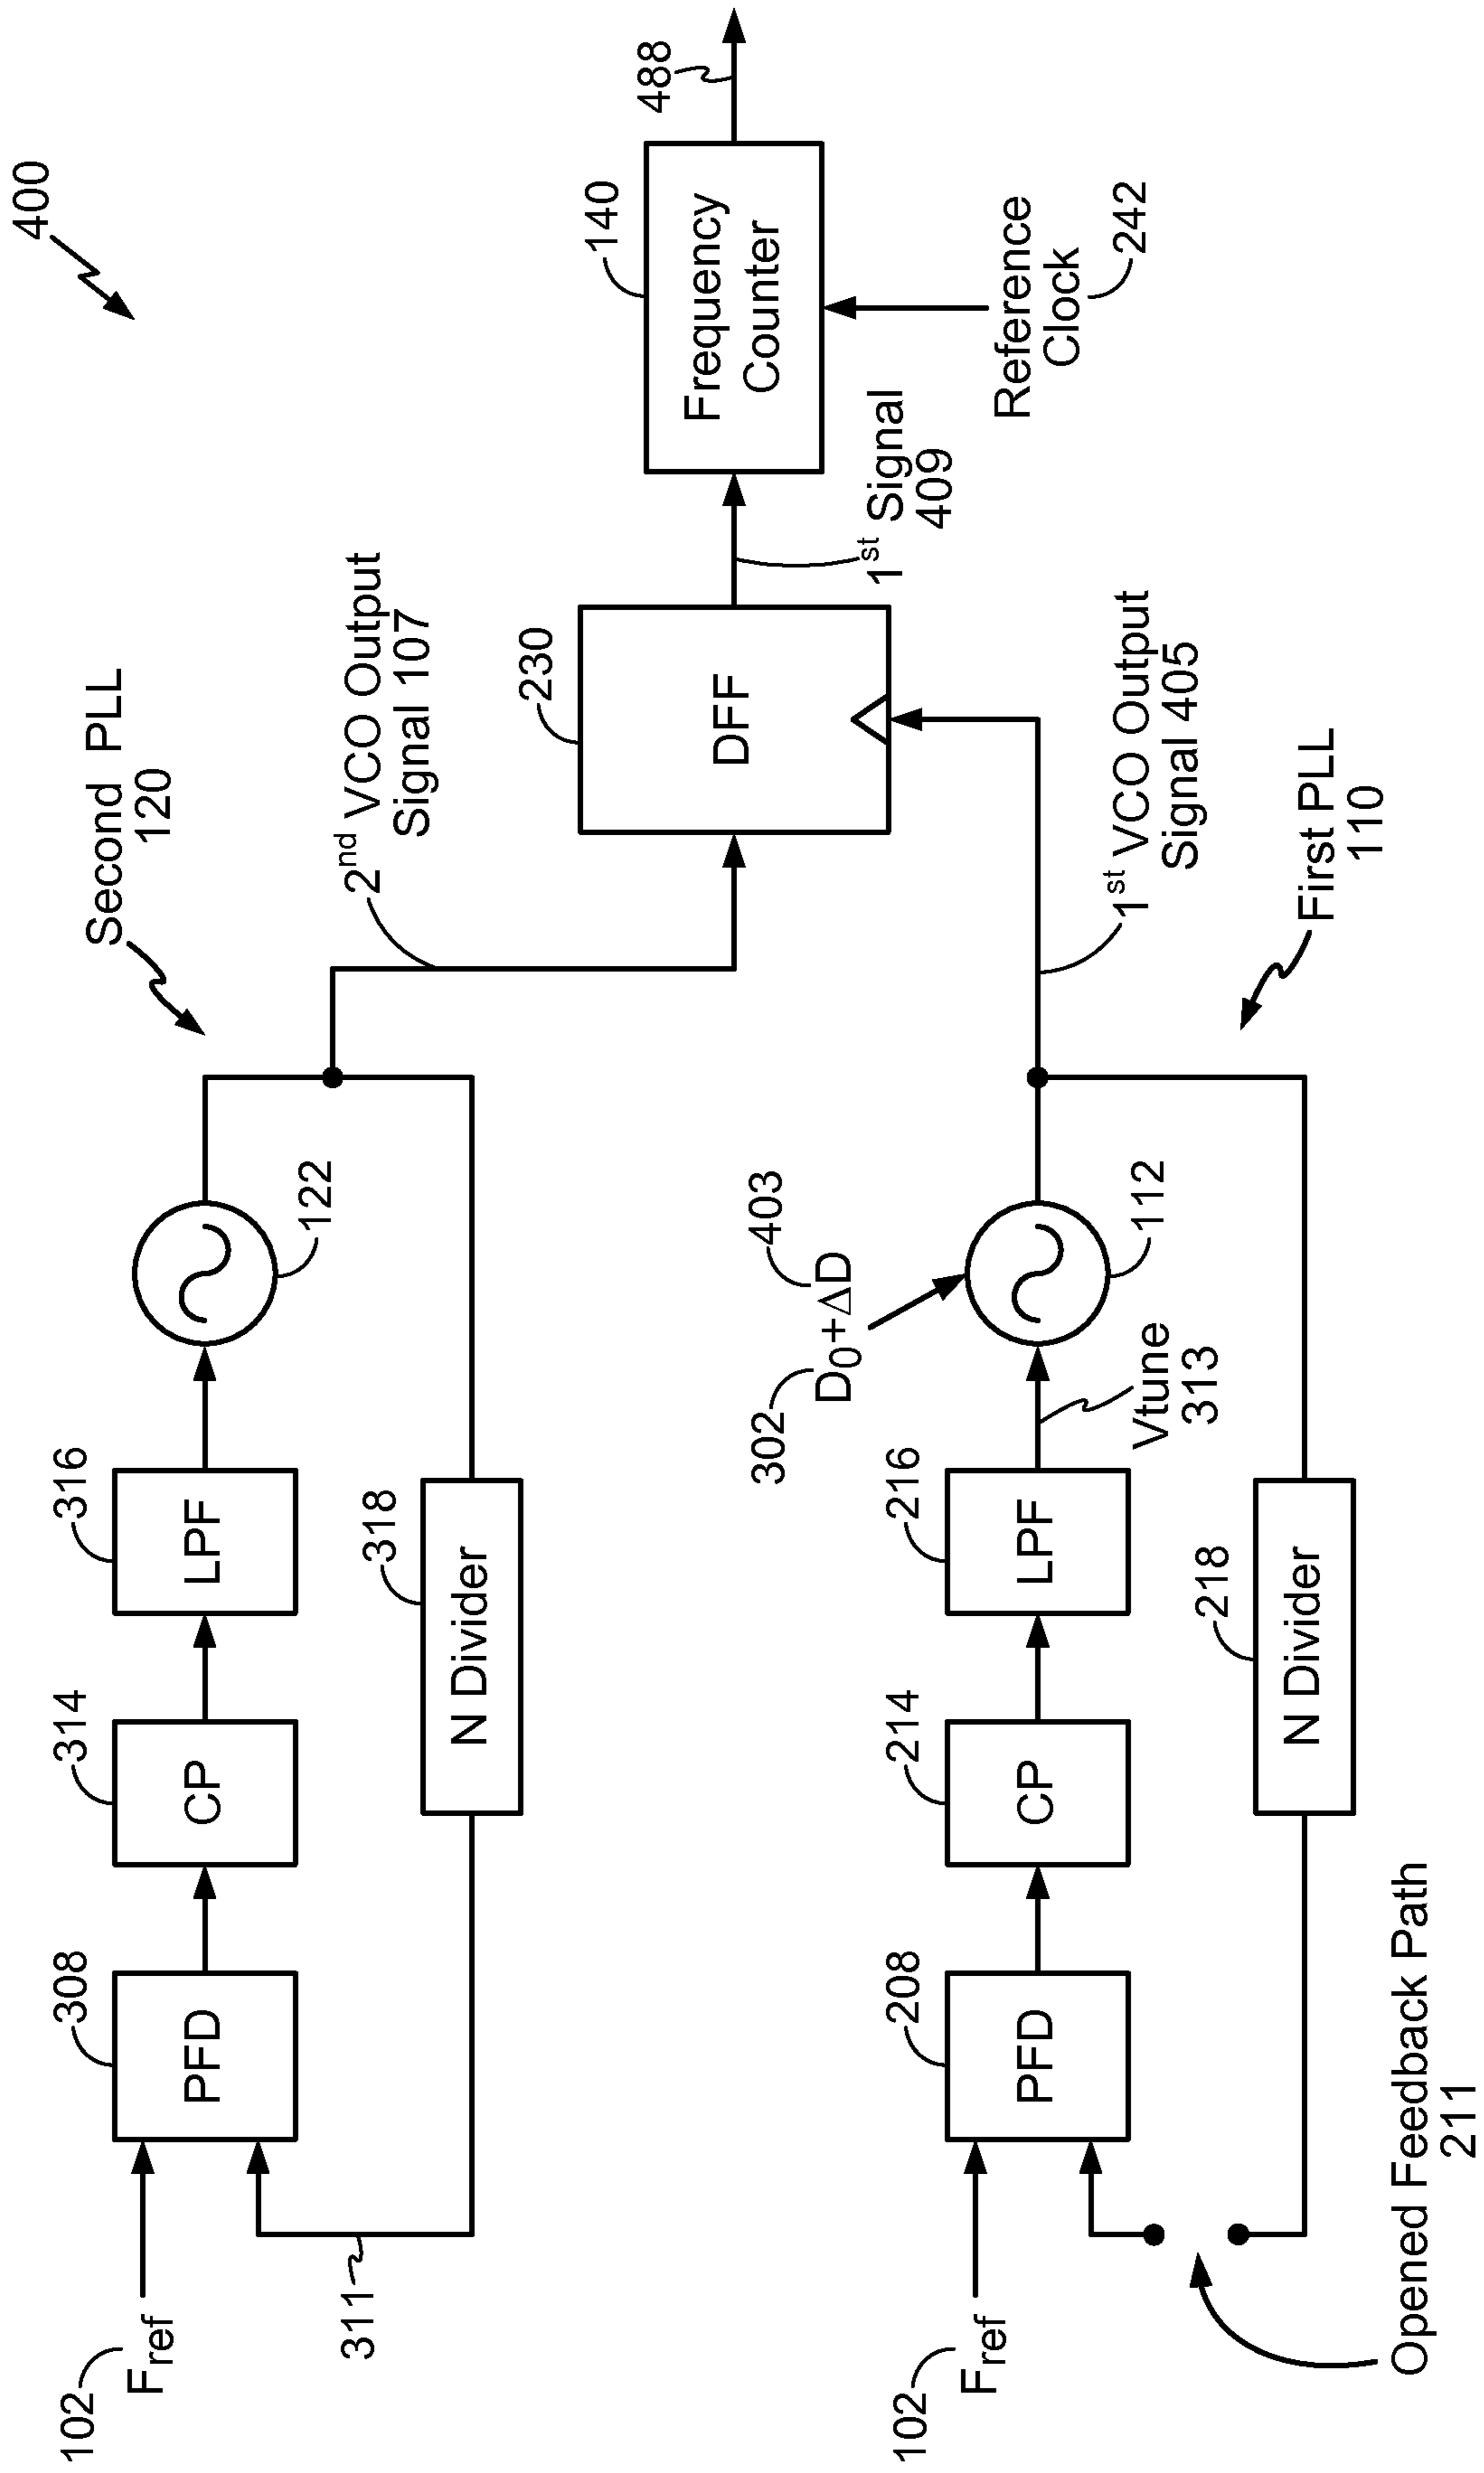 400
Second PLL
120
102
Fref
308
PFD
314
CP
316
LPF
122
311
318
N Divider
2nd VCO Output
Signal 107
230
DFF
140
Frequency
Counter
488
1st Signal
409
Reference
Clock
242
302
D0+ΔD
403
102
Fref
208
PFD
214
CP
216
LPF
Vtune
313
112
218
N Divider
1st VCO Output
Signal 405
First PLL
110
Opened Feedback Path
211